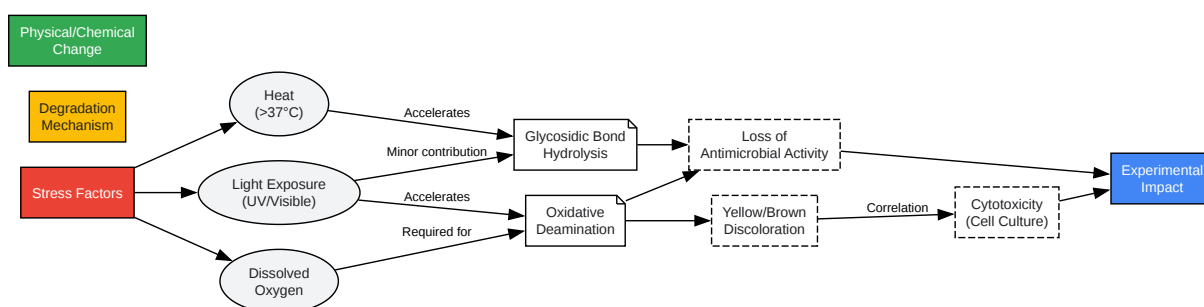 Physical/Chemical
Change
Degradation
Mechanism
Stress Factors
Heat
(>37°C)
Light Exposure
(UV/Visible)
Dissolved
Oxygen
Accelerates
Minor contribution
Accelerates
Required for
Glycosidic Bond
Hydrolysis
Oxidative
Deamination
Loss of
Antimicrobial Activity
Yellow/Brown
Discoloration
Correlation
Cytotoxicity
(Cell Culture)
Experimental
Impact